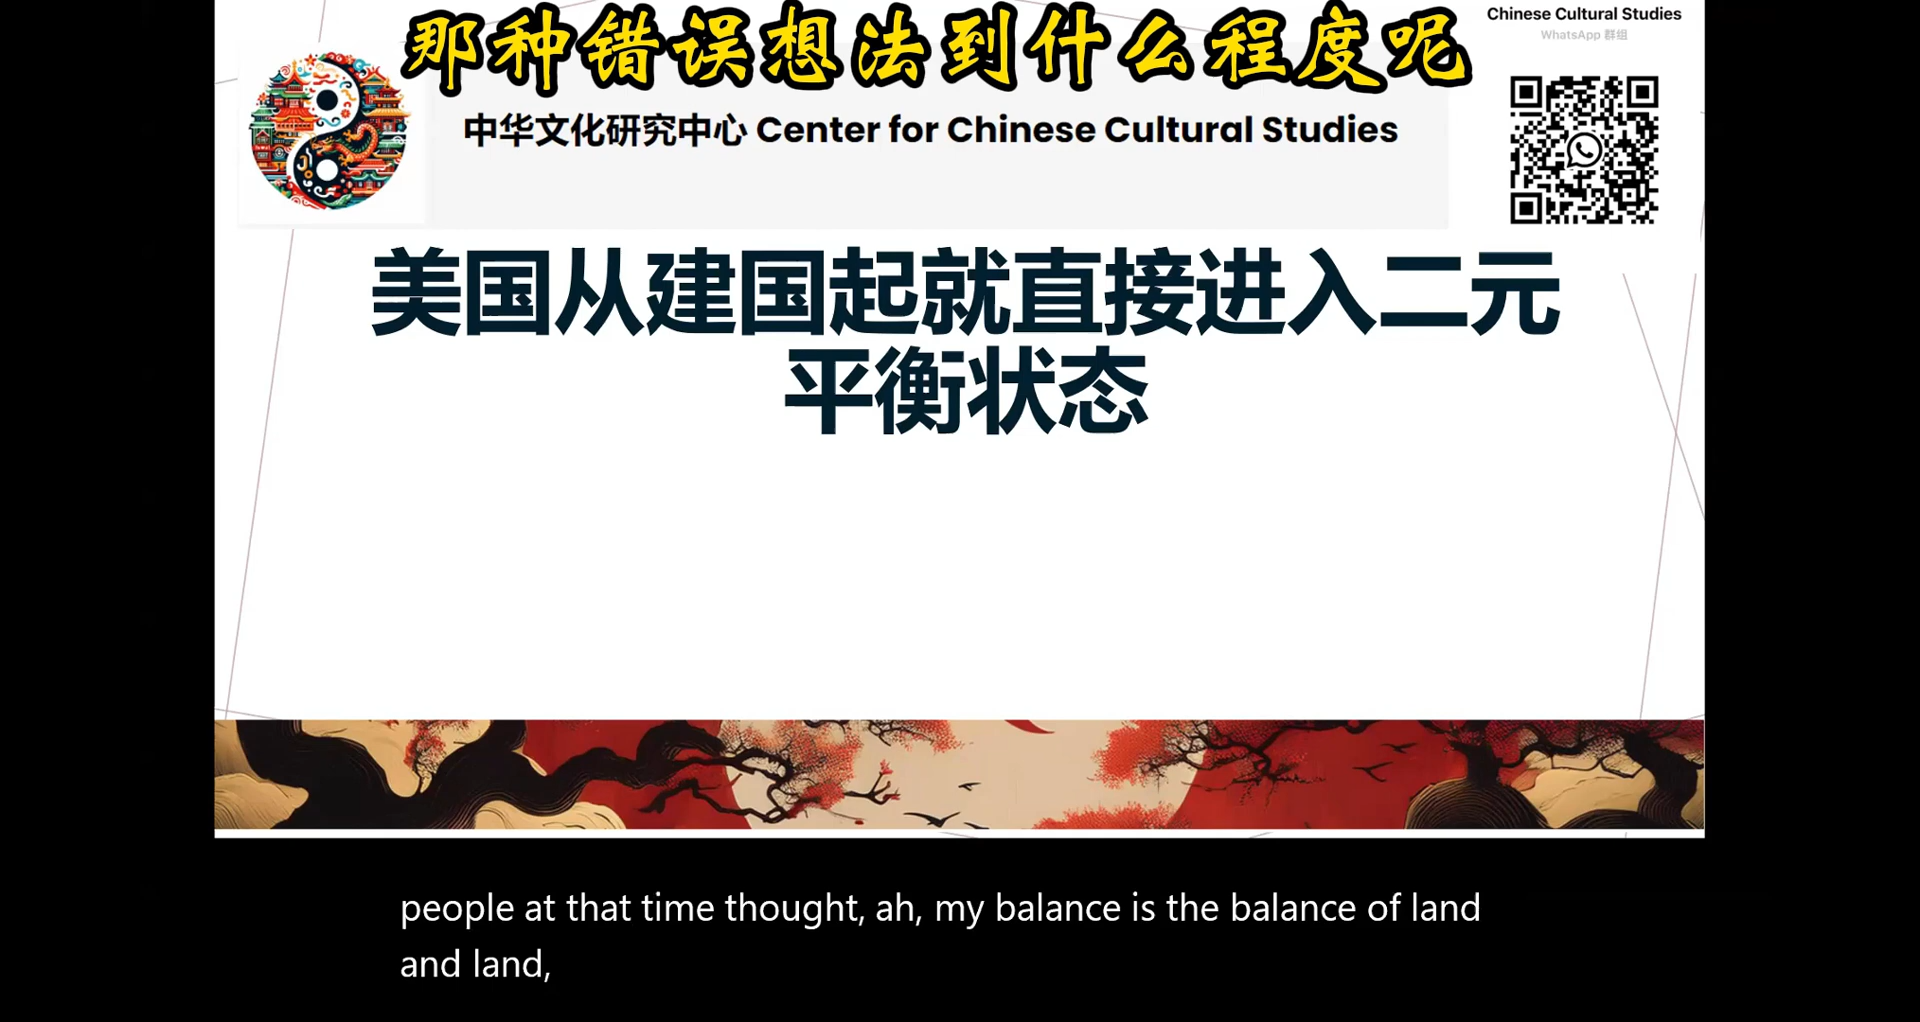 那种错误想法到什么程度呢
Chinese Cultural Studies
WhatsApp 群组
中华文化研究中心 Center for Chinese Cultural Studies
美国从建国起就直接进入二元
平衡状态
people at that time thought, ah, my balance is the balance of land
and land,